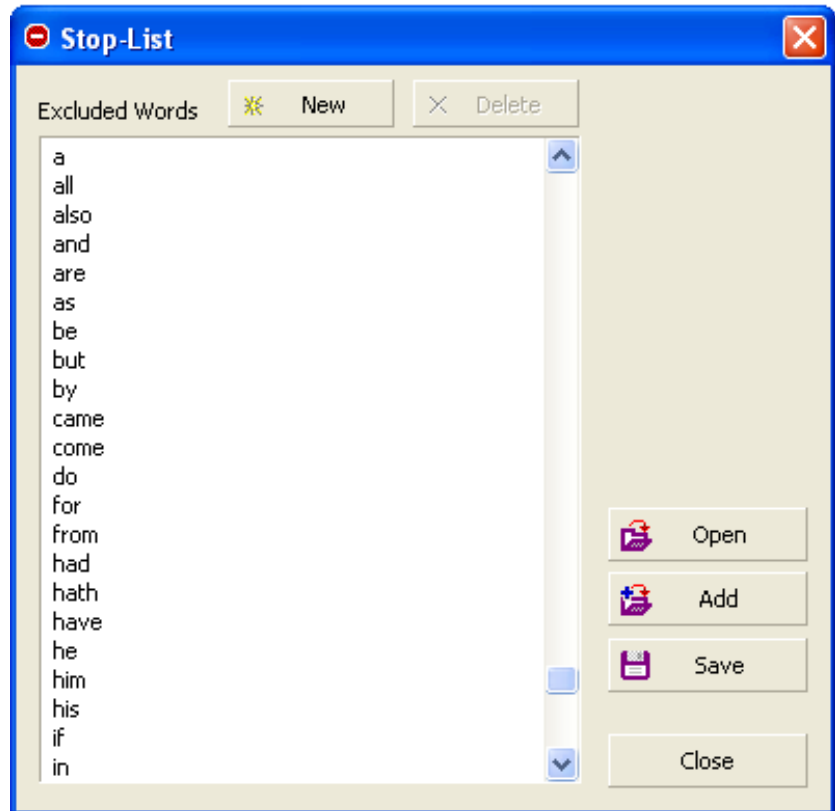 Stop-List
Excluded Words New Delete
a
all
also
and
are
as
be
but
by
came
come
do
for
from
had
hath
have
he
him
his
if
in
Open
Add
Save
Close